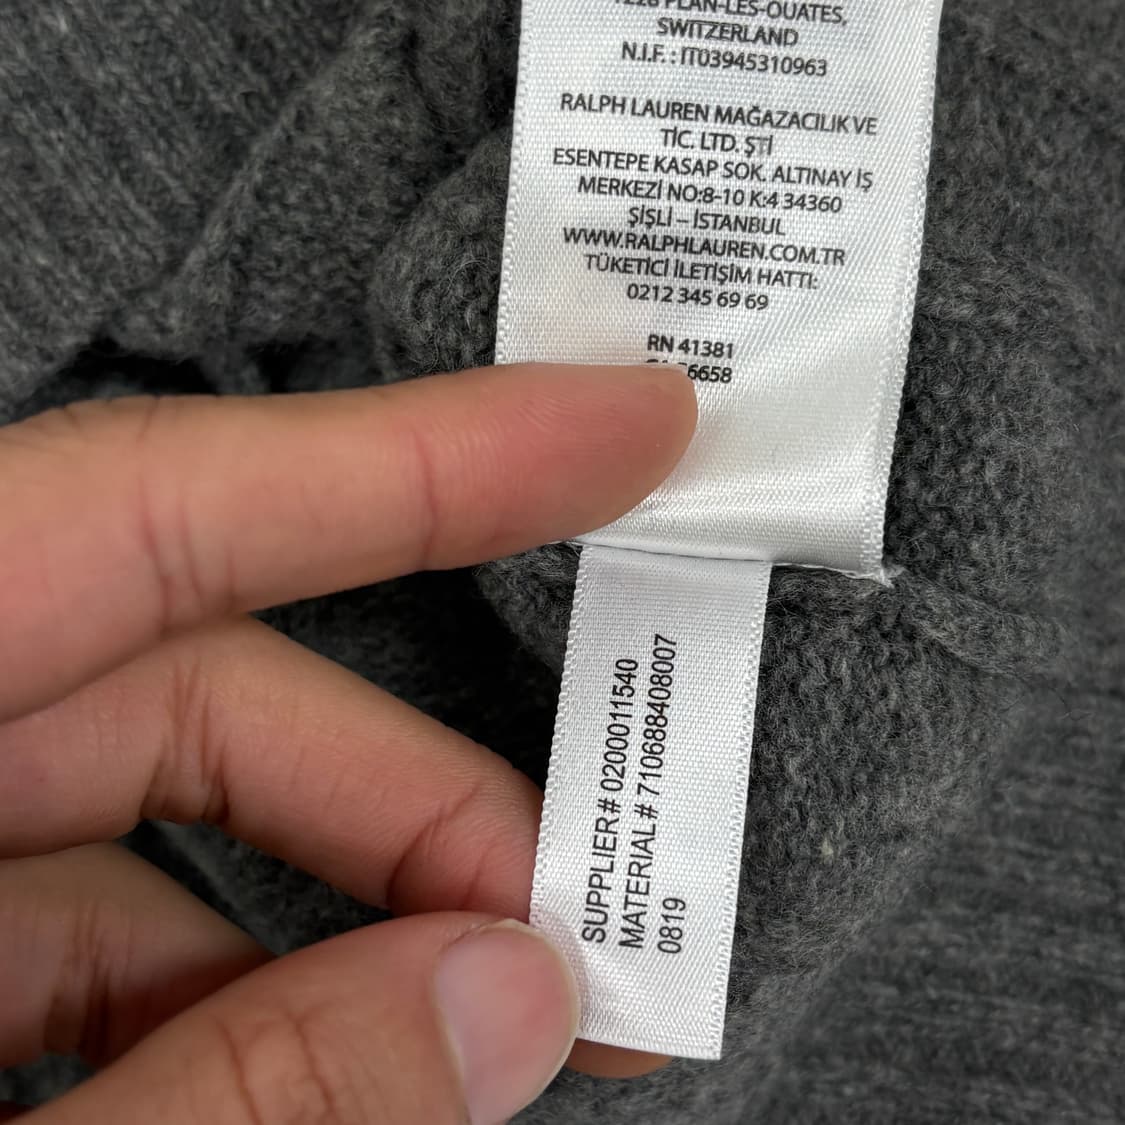 1228 PLAN-LES-OUATES,
SWITZERLAND
N.I.F. : IT03945310963
RALPH LAUREN MAĞAZACILIK VE
TİC. LTD. ŞTİ
ESENTEPE KASAP SOK. ALTINAY İŞ
MERKEZİ NO:8-10 K:4 34360
ŞİŞLİ – İSTANBUL
WWW.RALPHLAUREN.COM.TR
TÜKETİCİ İLETİŞİM HATTI:
0212 345 69 69
RN 41381
SUPPLIER# 0200011540
MATERIAL# 710688408007
0819